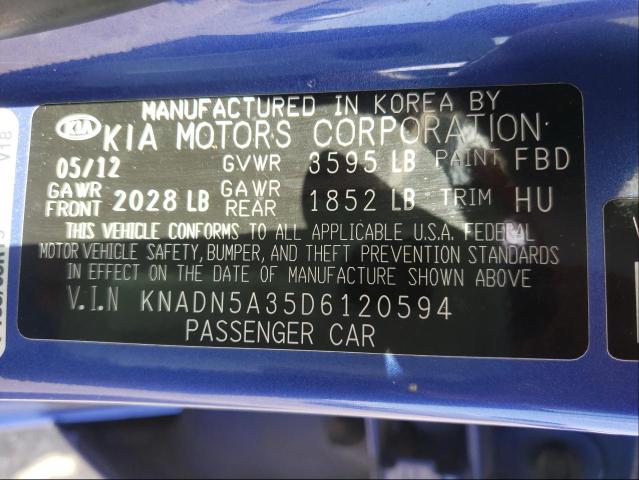 MANUFACTURED IN KOREA BY
KIA KIA MOTORS CORPORATION
05/12 GVWR 3595 LB PAINT FBD
GAWR FRONT 2028 LB GAWR REAR 1852 LB TRIM HU
THIS VEHICLE CONFORMS TO ALL APPLICABLE U.S.A. FEDERAL
MOTOR VEHICLE SAFETY, BUMPER, AND THEFT PREVENTION STANDARDS
IN EFFECT ON THE DATE OF MANUFACTURE SHOWN ABOVE
V.I.N KNADN5A35D6120594
PASSENGER CAR
V18